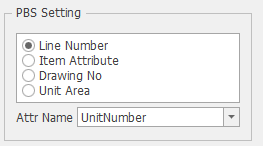 PBS Setting
Line Number
Item Attribute
Drawing No
Unit Area
Attr Name UnitNumber